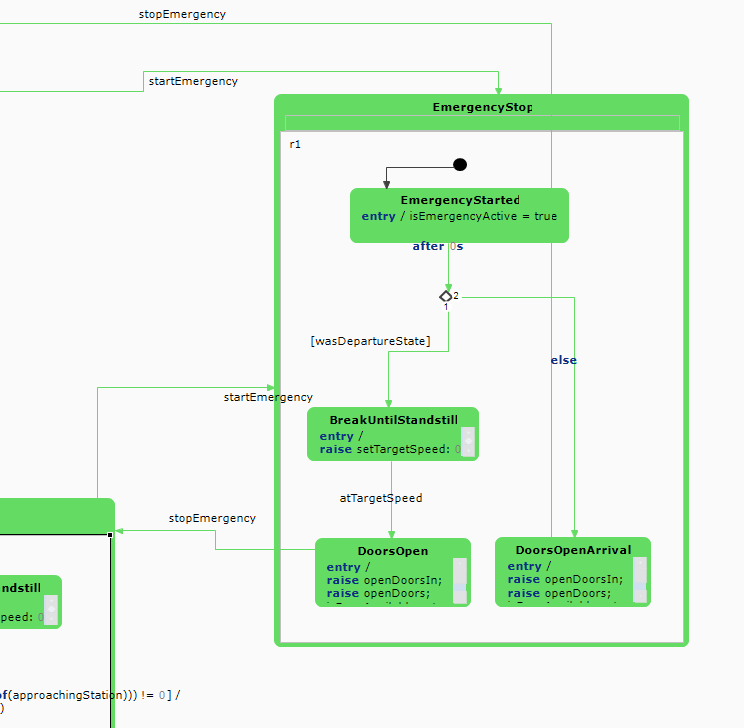 stopEmergency
startEmergency
EmergencyStop
r1
EmergencyStarted
entry / isEmergencyActive = true
after 0s
2
1
[wasDepartureState]
else
startEmergency
BreakUntilStandstill
entry /
raise setTargetSpeed: 0
atTargetSpeed
stopEmergency
DoorsOpen
entry /
raise openDoorsIn;
raise openDoors;
DoorsOpenArrival
entry /
raise openDoorsIn;
raise openDoors;
ndstill
peed: 0
of(approachingStation))) != 0] /
)